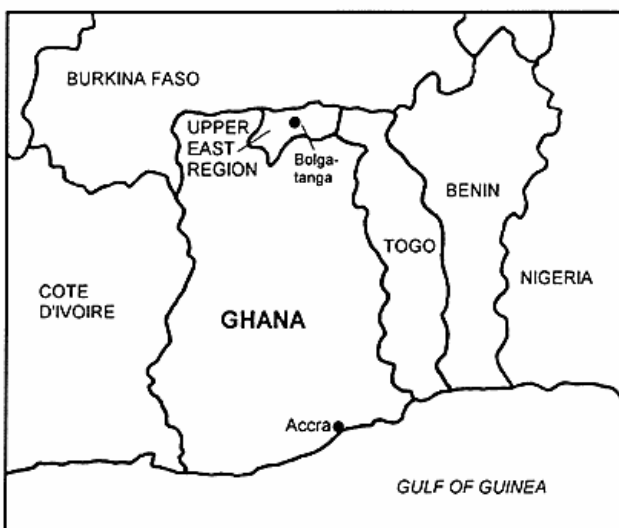 BURKINA FASO
UPPER
EAST
REGION
Bolga-
tanga
BENIN
TOGO
NIGERIA
COTE
D'IVOIRE
GHANA
Accra
GULF OF GUINEA